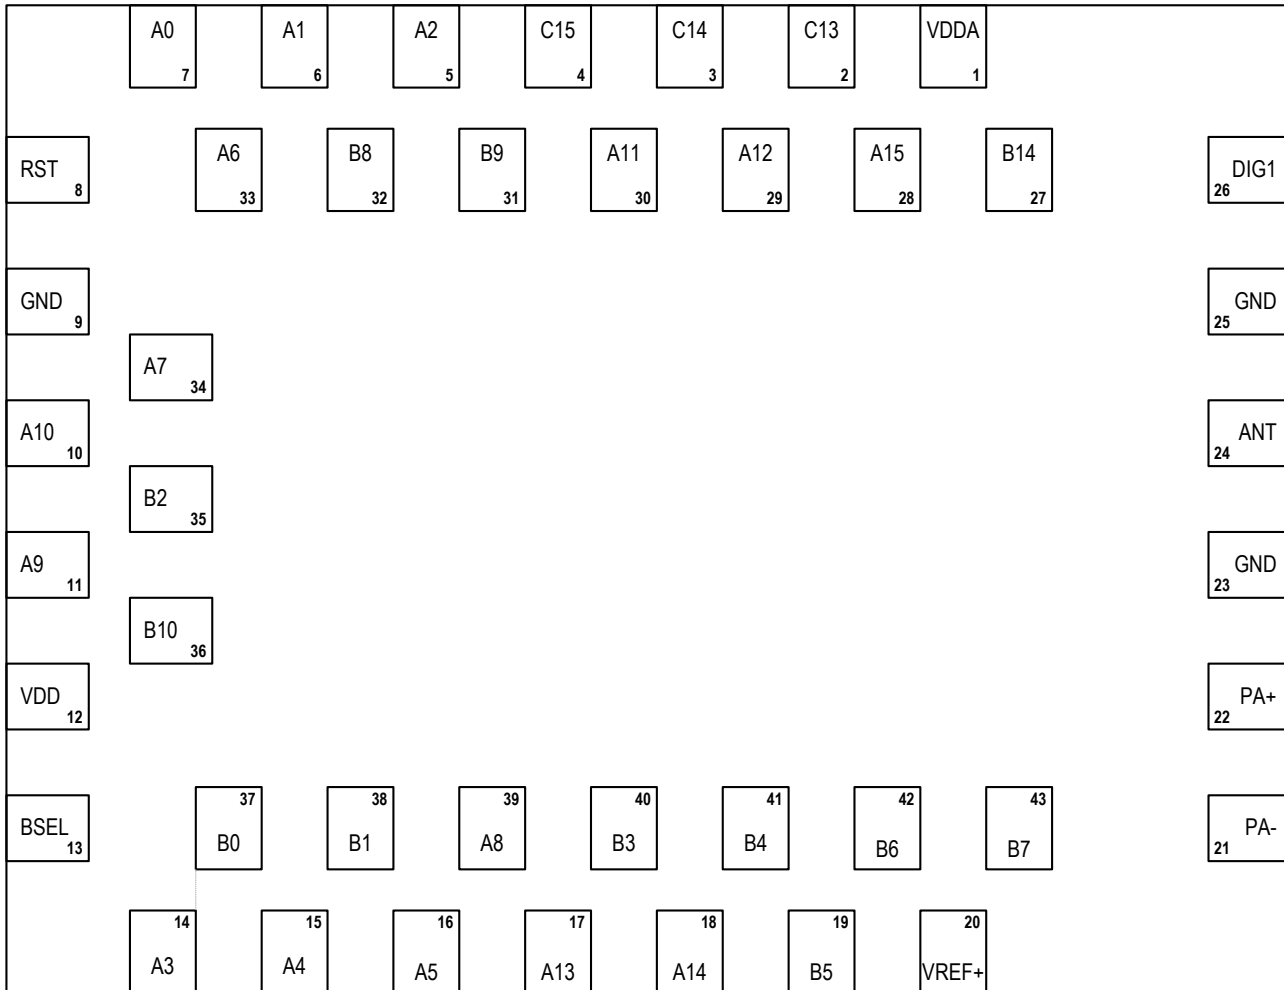 A0 A1 A2 C15 C14 C13 VDDA
7 6 5 4 3 2 1
A6 B8 B9 A11 A12 A15 B14
RST DIG1
8 33 32 31 30 29 28 27 26
GND GND
9 25
A7
34
A10 ANT
10 24
B2
35
A9 GND
11 23
B10
36
VDD PA+
12 22
37 38 39 40 41 42 43
BSEL PA-
13 B0 B1 A8 B3 B4 B6 B7 21
14 15 16 17 18 19 20
A3 A4 A5 A13 A14 B5 VREF+